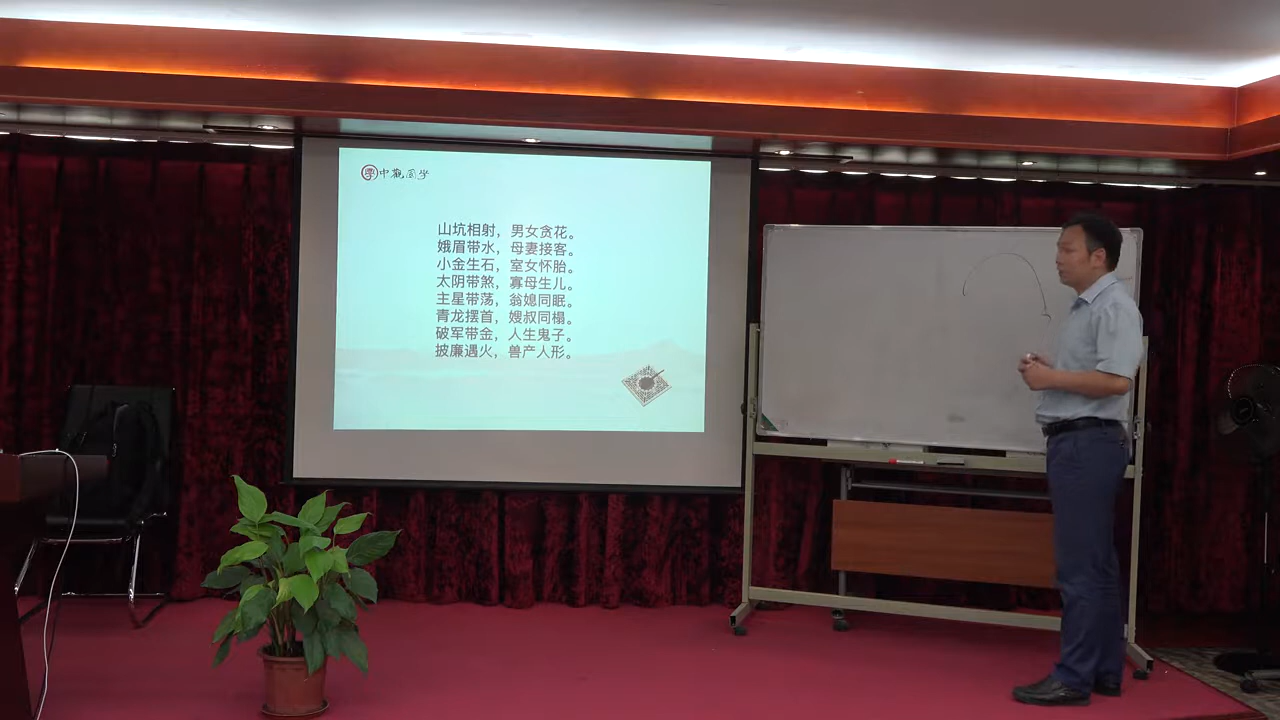 中觀国学
山坑相射，男女贪花。
娥眉带水，母妻接客。
小金生石，室女怀胎。
太阴带煞，寡母生儿。
主星带荡，翁媳同眠。
青龙摆首，嫂叔同榻。
破军带金，人生鬼子。
披廉遇火，兽产人形。